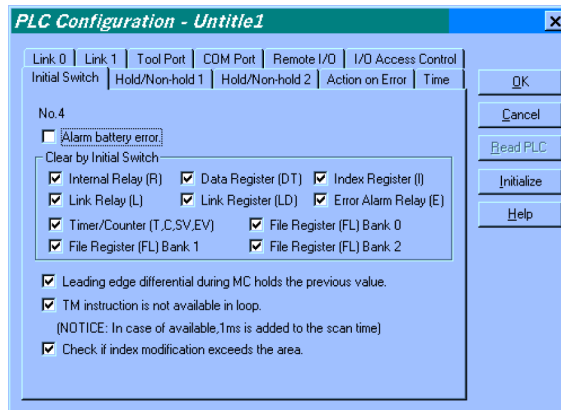 PLC Configuration - Untitle1
Link 0 Link 1 Tool Port COM Port Remote I/O I/O Access Control
Initial Switch Hold/Non-hold 1 Hold/Non-hold 2 Action on Error Time
No.4
Alarm battery error.
Clear by Initial Switch
Internal Relay (R) Data Register (DT) Index Register (I)
Link Relay (L) Link Register (LD) Error Alarm Relay (E)
Timer/Counter (T,C,SV,EV) File Register (FL) Bank 0
File Register (FL) Bank 1 File Register (FL) Bank 2
Leading edge differential during MC holds the previous value.
TM instruction is not available in loop.
(NOTICE: In case of available,1ms is added to the scan time)
Check if index modification exceeds the area.
OK
Cancel
Read PLC
Initialize
Help